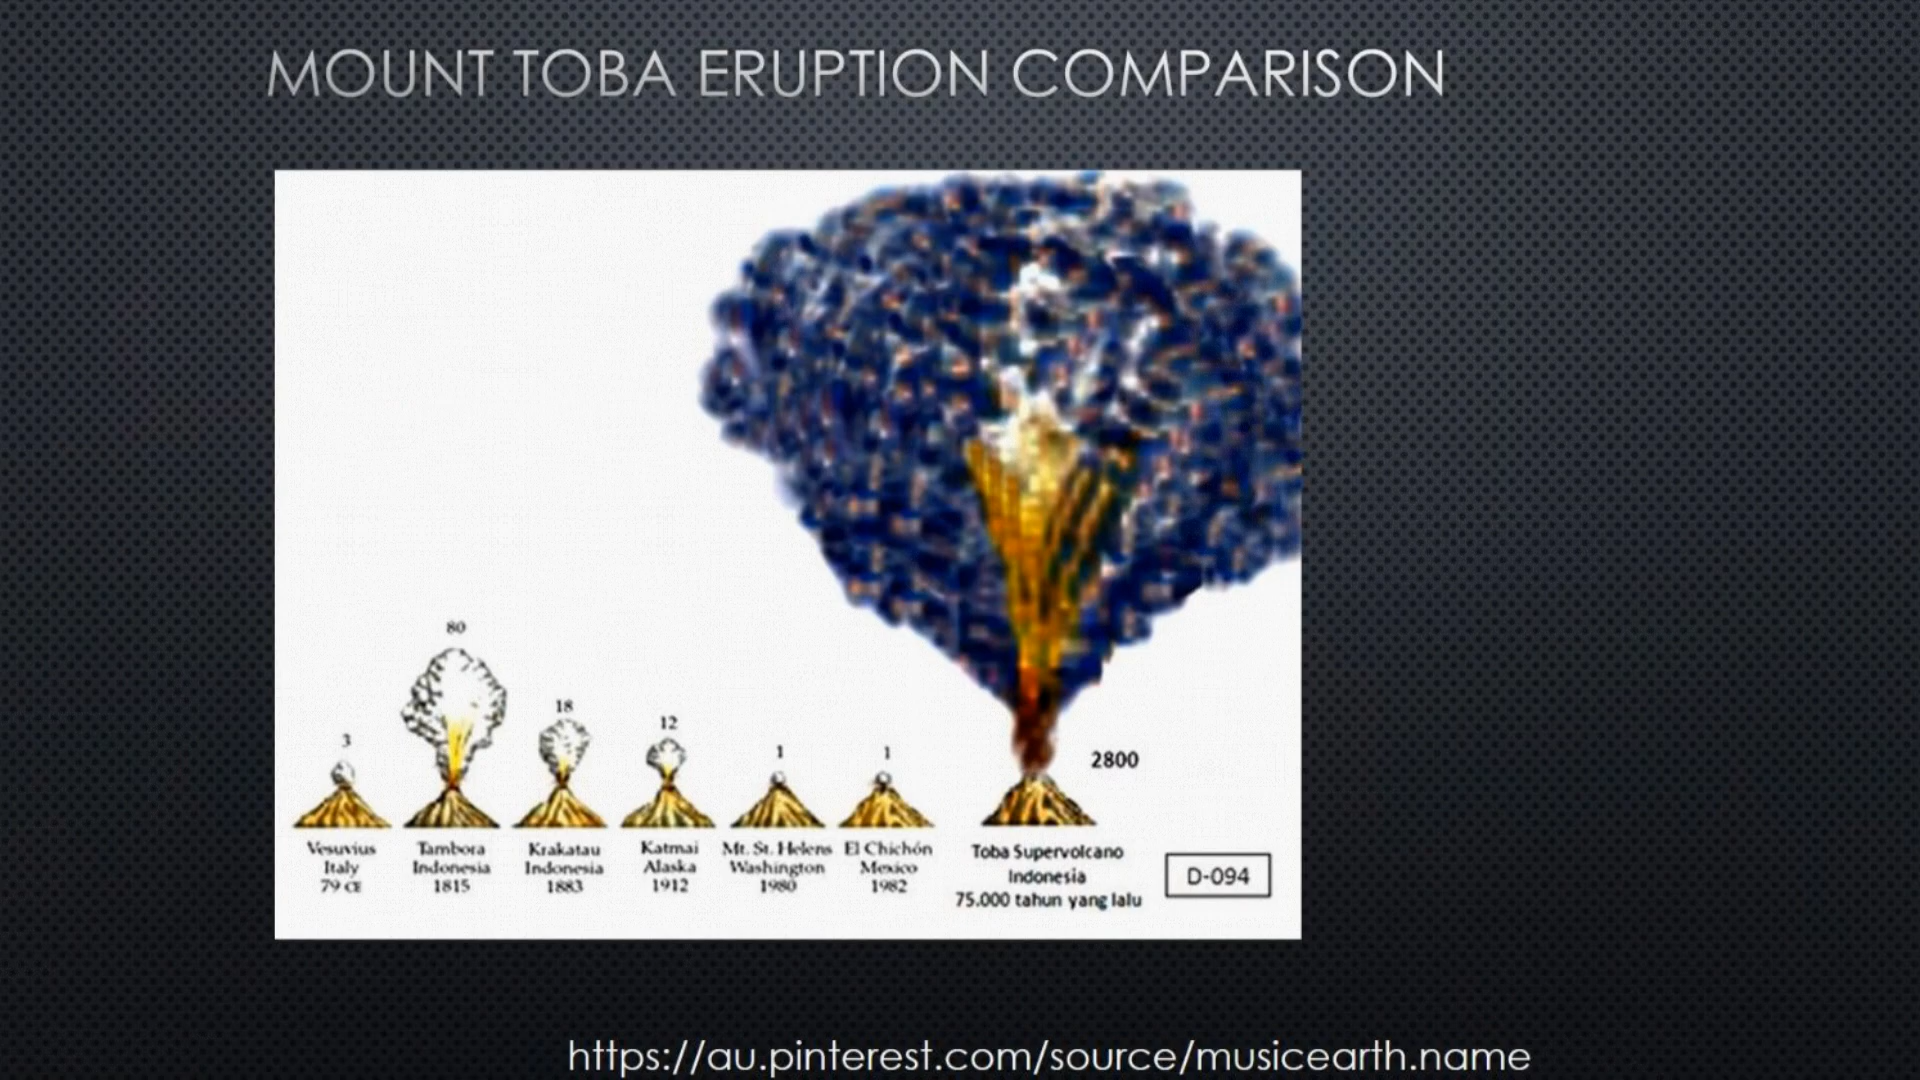 MOUNT TOBA ERUPTION COMPARISON
80
18
12
3
1
1
2800
Vesuvius
Italy
79 CE
Tambora
Indonesia
1815
Krakatau
Indonesia
1883
Katmai
Alaska
1912
Mt. St. Helens
Washington
1980
El Chichón
Mexico
1982
Toba Supervolcano
Indonesia
75.000 tahun yang lalu
D-094
https://au.pinterest.com/source/musicearth.name